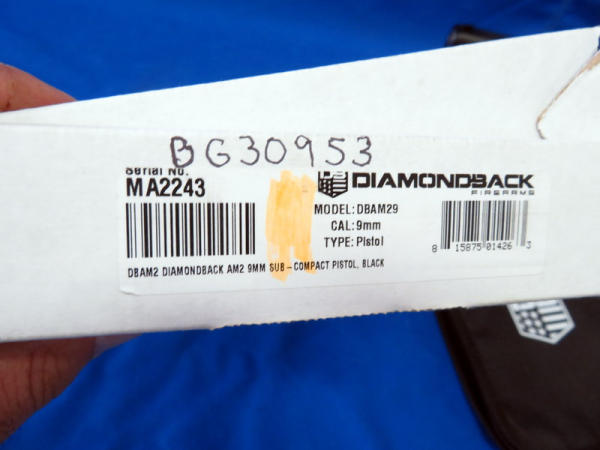 BG30953
Serial No.
MA2243
DIAMONDBACK
FIREARMS
MODEL: DBAM29
CAL: 9mm
TYPE: Pistol
8 15875 01426 3
DBAM2 DIAMONDBACK AM2 9MM SUB-COMPACT PISTOL, BLACK